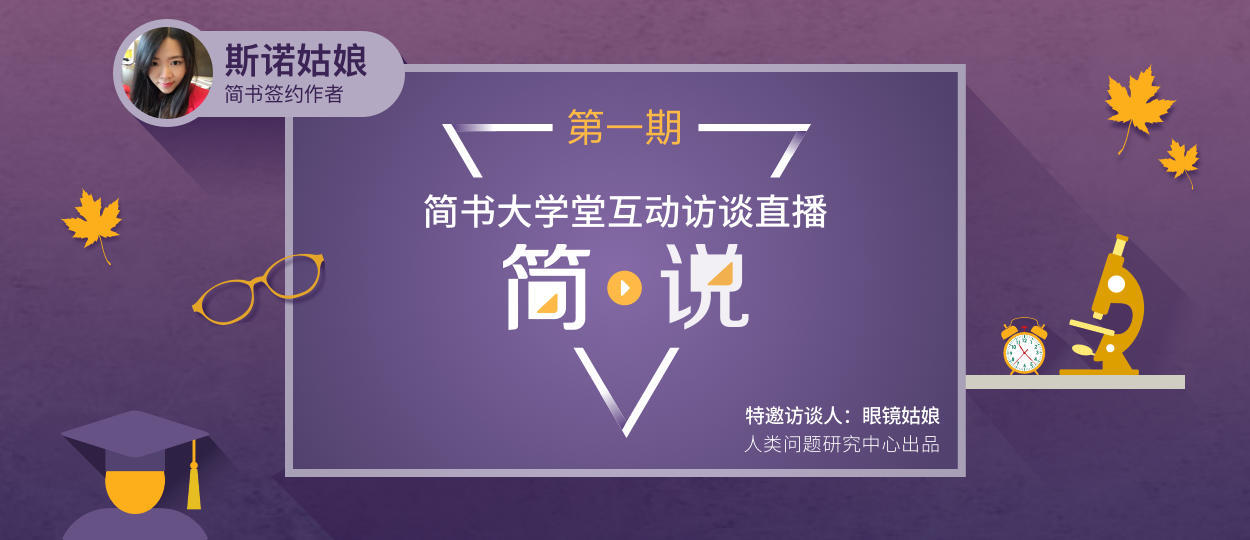 斯诺姑娘
简书签约作者
第一期
简书大学堂互动访谈直播
简·说
特邀访谈人：眼镜姑娘
人类问题研究中心出品